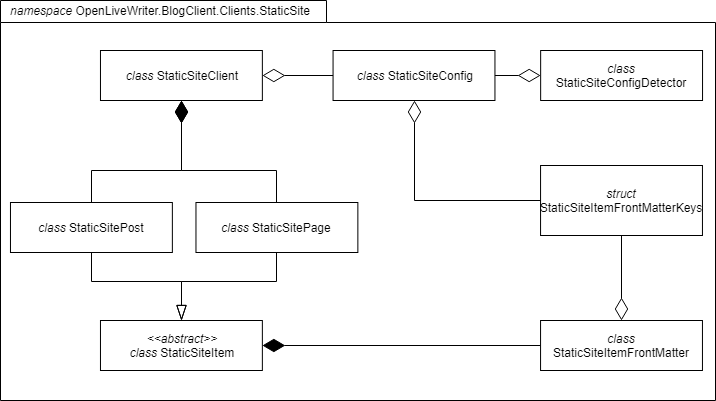 namespace OpenLiveWriter.BlogClient.Clients.StaticSite
class StaticSiteClient
class StaticSiteConfig
class
StaticSiteConfigDetector
struct
StaticSiteItemFrontMatterKeys
class StaticSitePost
class StaticSitePage
<<abstract>>
class StaticSiteItem
class
StaticSiteItemFrontMatter